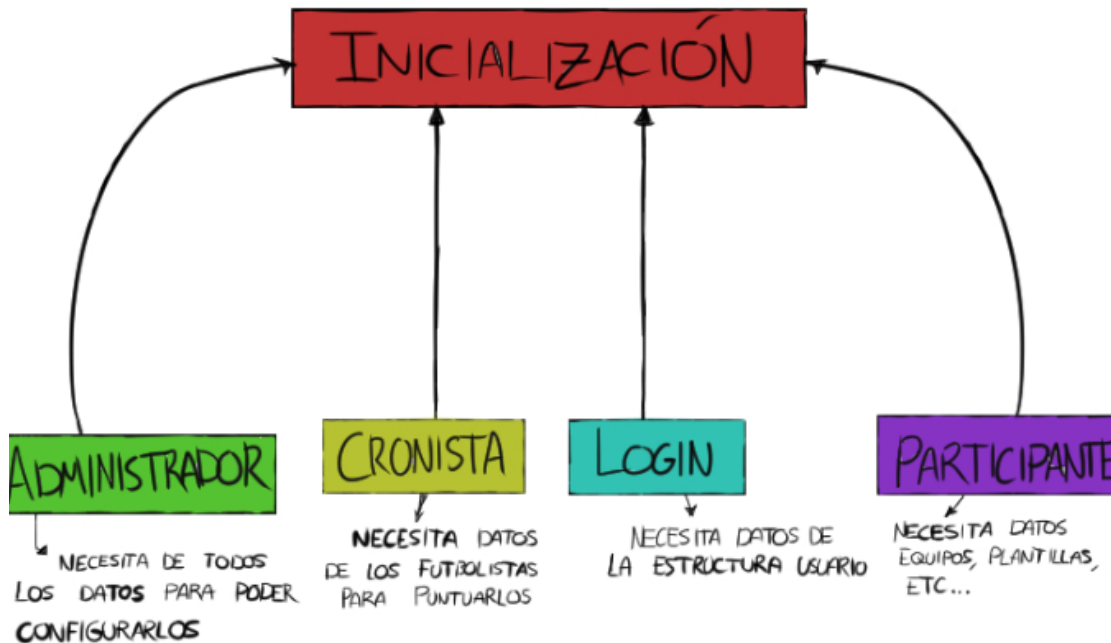 INICIALIZACIÓN
ADMINISTRADOR
NECESITA DE TODOS
LOS DATOS PARA PODER
CONFIGURARLOS
CRONISTA
NECESITA DATOS
DE LOS FUTBOLISTAS
PARA PUNTUARLOS
LOGIN
NECESITA DATOS DE
LA ESTRUCTURA USUARIO
PARTICIPANTE
NECESITA DATOS
EQUIPOS, PLANTILLAS,
ETC...